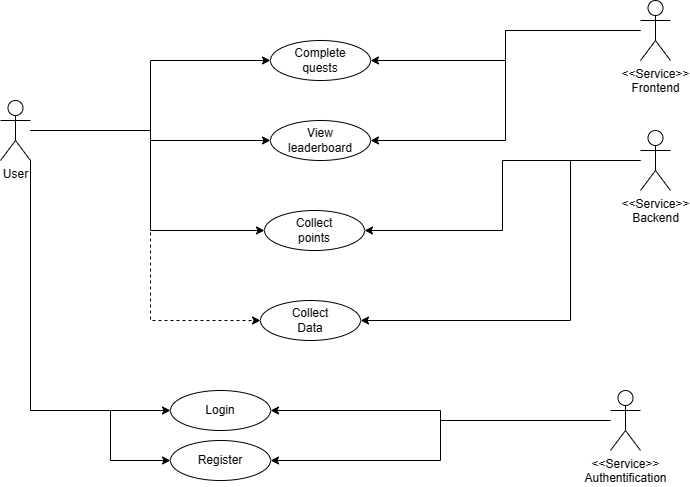 Complete
quests
<<Service>>
Frontend
View
leaderboard
User
<<Service>>
Backend
Collect
points
Collect
Data
Login
Register
<<Service>>
Authentification